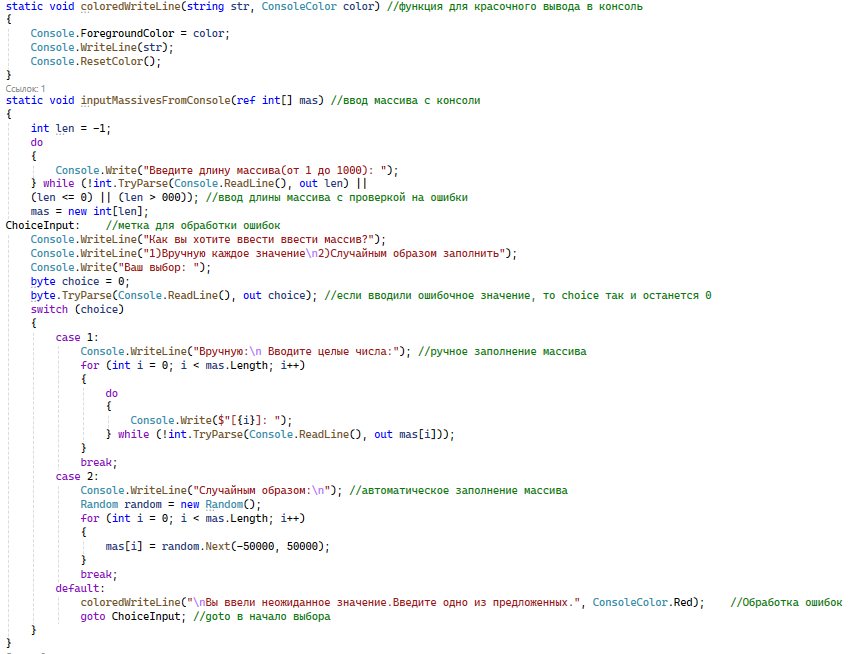 static void coloredWriteLine(string str, ConsoleColor color) //функция для красочного вывода в консоль
{
    Console.ForegroundColor = color;
    Console.WriteLine(str);
    Console.ResetColor();
}
Ссылок: 1
static void inputMassivesFromConsole(ref int[] mas) //ввод массива с консоли
{
    int len = -1;
    do
    {
        Console.Write("Введите длину массива(от 1 до 1000): ");
    } while (!int.TryParse(Console.ReadLine(), out len) ||
    (len <= 0) || (len > 000)); //ввод длины массива с проверкой на ошибки
    mas = new int[len];
ChoiceInput:    //метка для обработки ошибок
    Console.WriteLine("Как вы хотите ввести ввести массив?");
    Console.WriteLine("1)Вручную каждое значение\n2)Случайным образом заполнить");
    Console.Write("Ваш выбор: ");
    byte choice = 0;
    byte.TryParse(Console.ReadLine(), out choice); //если вводили ошибочное значение, то choice так и останется 0
    switch (choice)
    {
        case 1:
            Console.WriteLine("Вручную:\n Вводите целые числа:"); //ручное заполнение массива
            for (int i = 0; i < mas.Length; i++)
            {
                do
                {
                    Console.Write($"[{i}]: ");
                } while (!int.TryParse(Console.ReadLine(), out mas[i]));
            }
            break;
        case 2:
            Console.WriteLine("Случайным образом:\n"); //автоматическое заполнение массива
            Random random = new Random();
            for (int i = 0; i < mas.Length; i++)
            {
                mas[i] = random.Next(-50000, 50000);
            }
            break;
        default:
            coloredWriteLine("\nВы ввели неожиданное значение.Введите одно из предложенных.", ConsoleColor.Red);    //Обработка ошибок
            goto ChoiceInput; //goto в начало выбора
    }
}